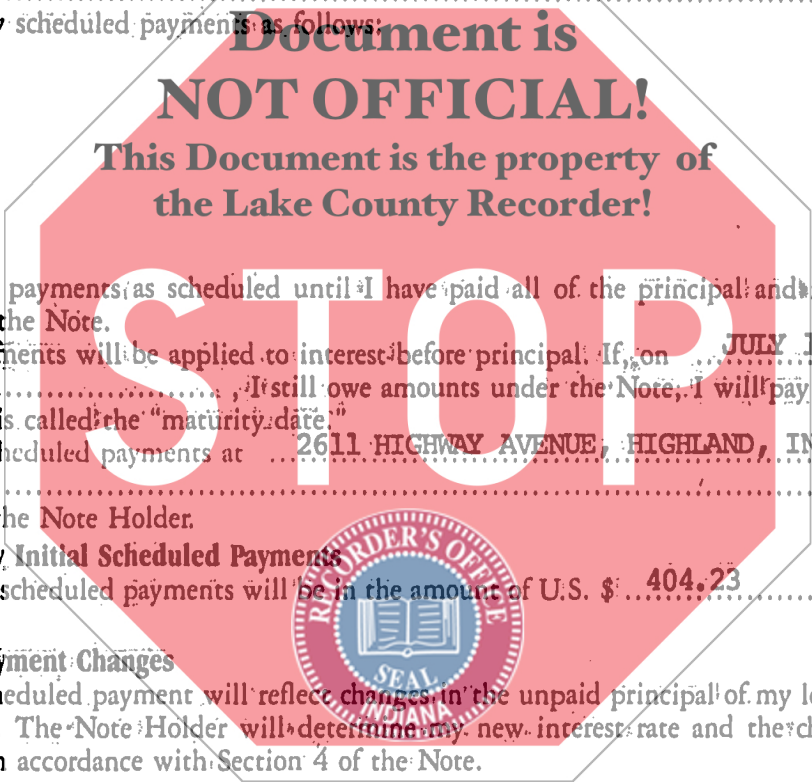 scheduled payments as follows:
Document is
NOT OFFICIAL!
This Document is the property of
the Lake County Recorder!
payments as scheduled until I have paid all of the principal and
the Note.
will be applied to interest before principal. If, on JULY
, I still owe amounts under the Note, I will pay
is called the "maturity date."
scheduled payments at 2611 HIGHWAY AVENUE, HIGHLAND, IN
STOP
the Note Holder.
Initial Scheduled Payments
scheduled payments will be in the amount of U.S. $ 404.23
RECORDER'S OFFICE
SEAL
INDIANA
Payment Changes
scheduled payment will reflect changes in the unpaid principal of my
The Note Holder will determine my new interest rate and the
accordance with Section 4 of the Note.